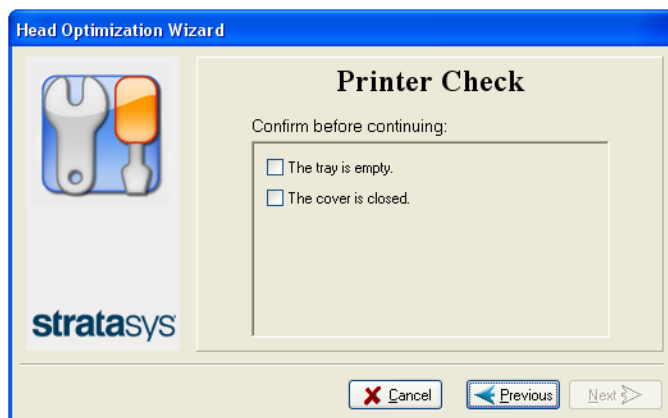 Head Optimization Wizard
Printer Check
Confirm before continuing:
The tray is empty.
The cover is closed.
stratasys
Cancel
Previous
Next